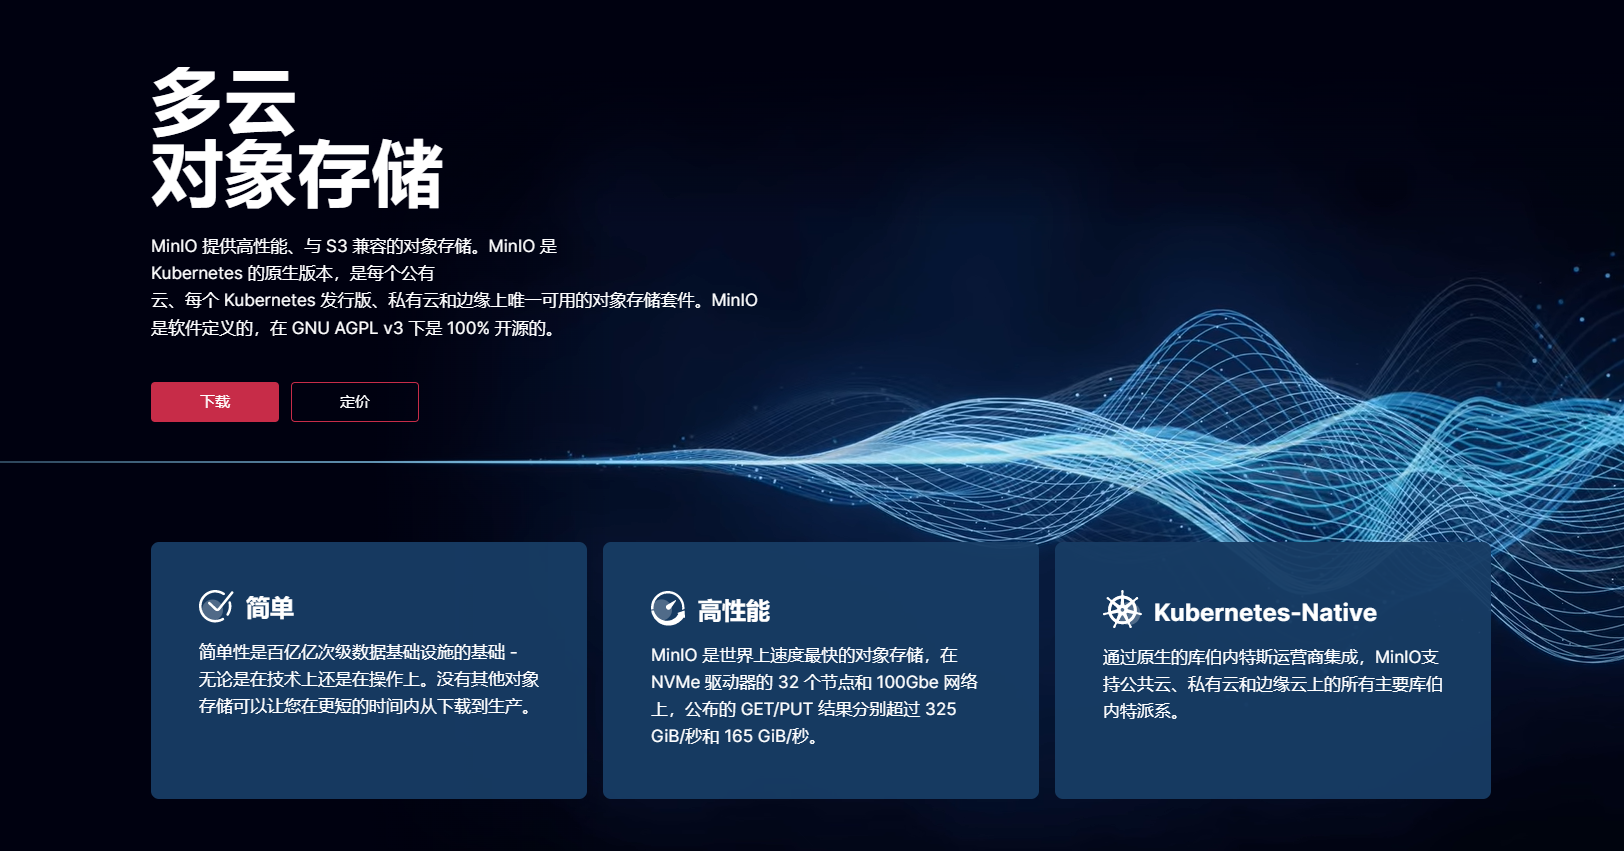 多云
对象存储
MinIO 提供高性能、与 S3 兼容的对象存储。MinIO 是
Kubernetes 的原生版本，是每个公有
云、每个 Kubernetes 发行版、私有云和边缘上唯一可用的对象存储套件。MinIO
是软件定义的，在 GNU AGPL v3 下是 100% 开源的。
下载
定价
简单
简单性是百亿亿次级数据基础设施的基础 -
无论是在技术上还是在操作上。没有其他对象
存储可以让您在更短的时间内从下载到生产。
高性能
MinIO 是世界上速度最快的对象存储，在
NVMe 驱动器的 32 个节点和 100Gbe 网络
上，公布的 GET/PUT 结果分别超过 325
GiB/秒和 165 GiB/秒。
Kubernetes-Native
通过原生的库伯内特斯运营商集成，MinIO支
持公共云、私有云和边缘云上的所有主要库伯
内特派系。